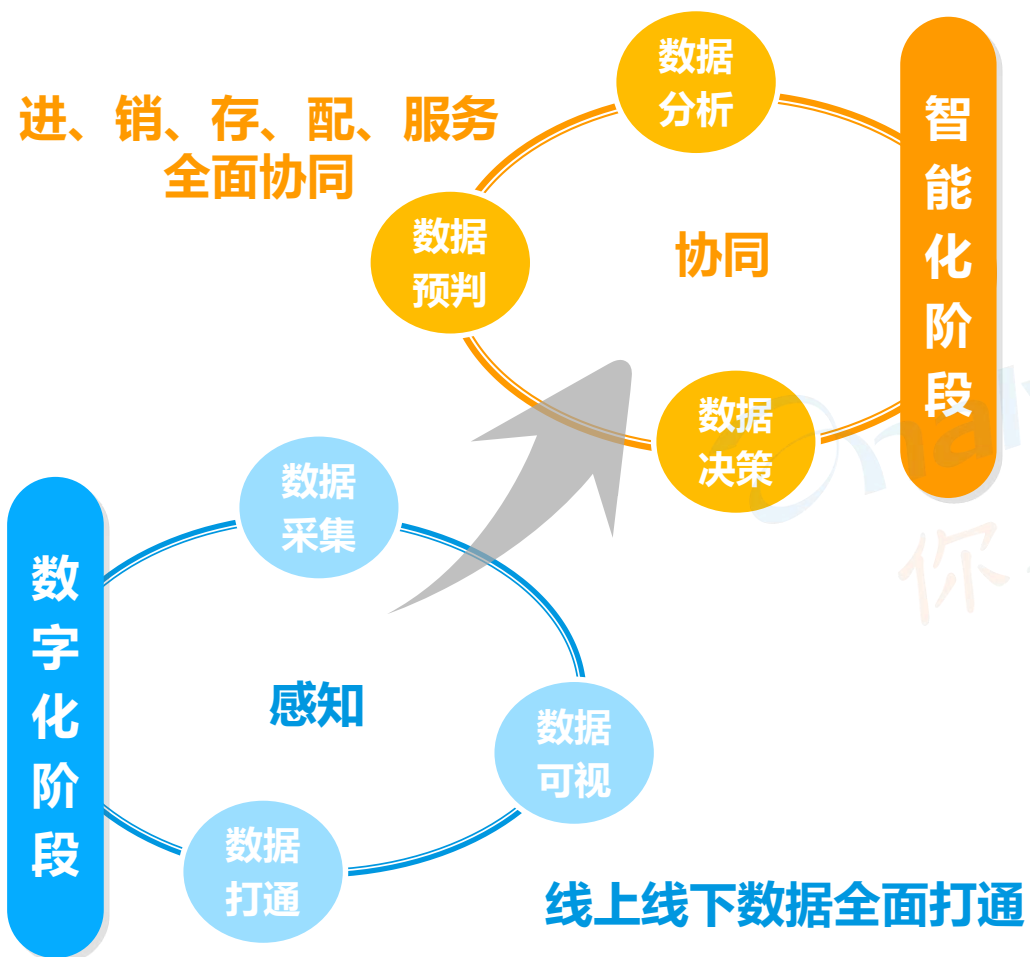 进、销、存、配、服务
全面协同
数据
分析
数据
预判
协同
数据
决策
智
能
化
阶
段
数
字
化
阶
段
数据
采集
感知
数据
可视
数据
打通
线上线下数据全面打通